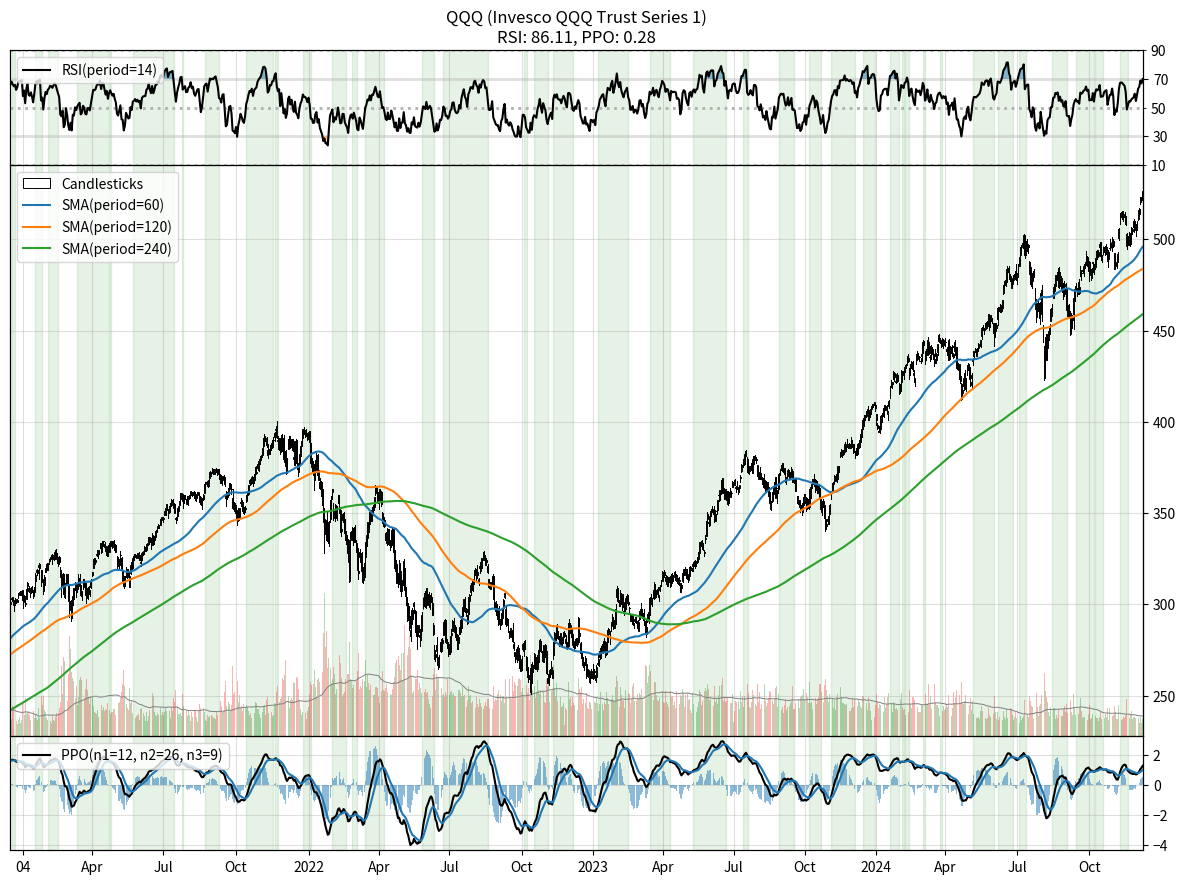 QQQ (Invesco QQQ Trust Series 1)
RSI: 86.11, PPO: 0.28
RSI(period=14)
90
70
50
30
10
Candlesticks
SMA(period=60)
SMA(period=120)
SMA(period=240)
500
450
400
350
300
250
PPO(n1=12, n2=26, n3=9)
2
0
−2
−4
04 Apr Jul Oct 2022 Apr Jul Oct 2023 Apr Jul Oct 2024 Apr Jul Oct